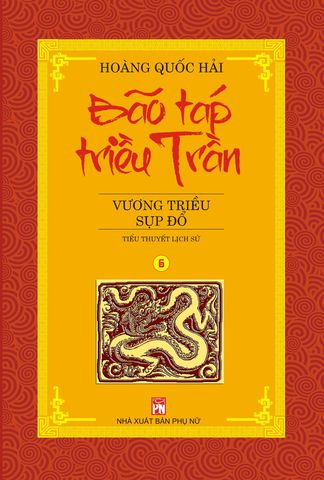 HOÀNG QUỐC HẢI
Bão táp
triều Trần
VƯƠNG TRIỀU
SỤP ĐỔ
TIỂU THUYẾT LỊCH SỬ
6
PN
NHÀ XUẤT BẢN PHỤ NỮ